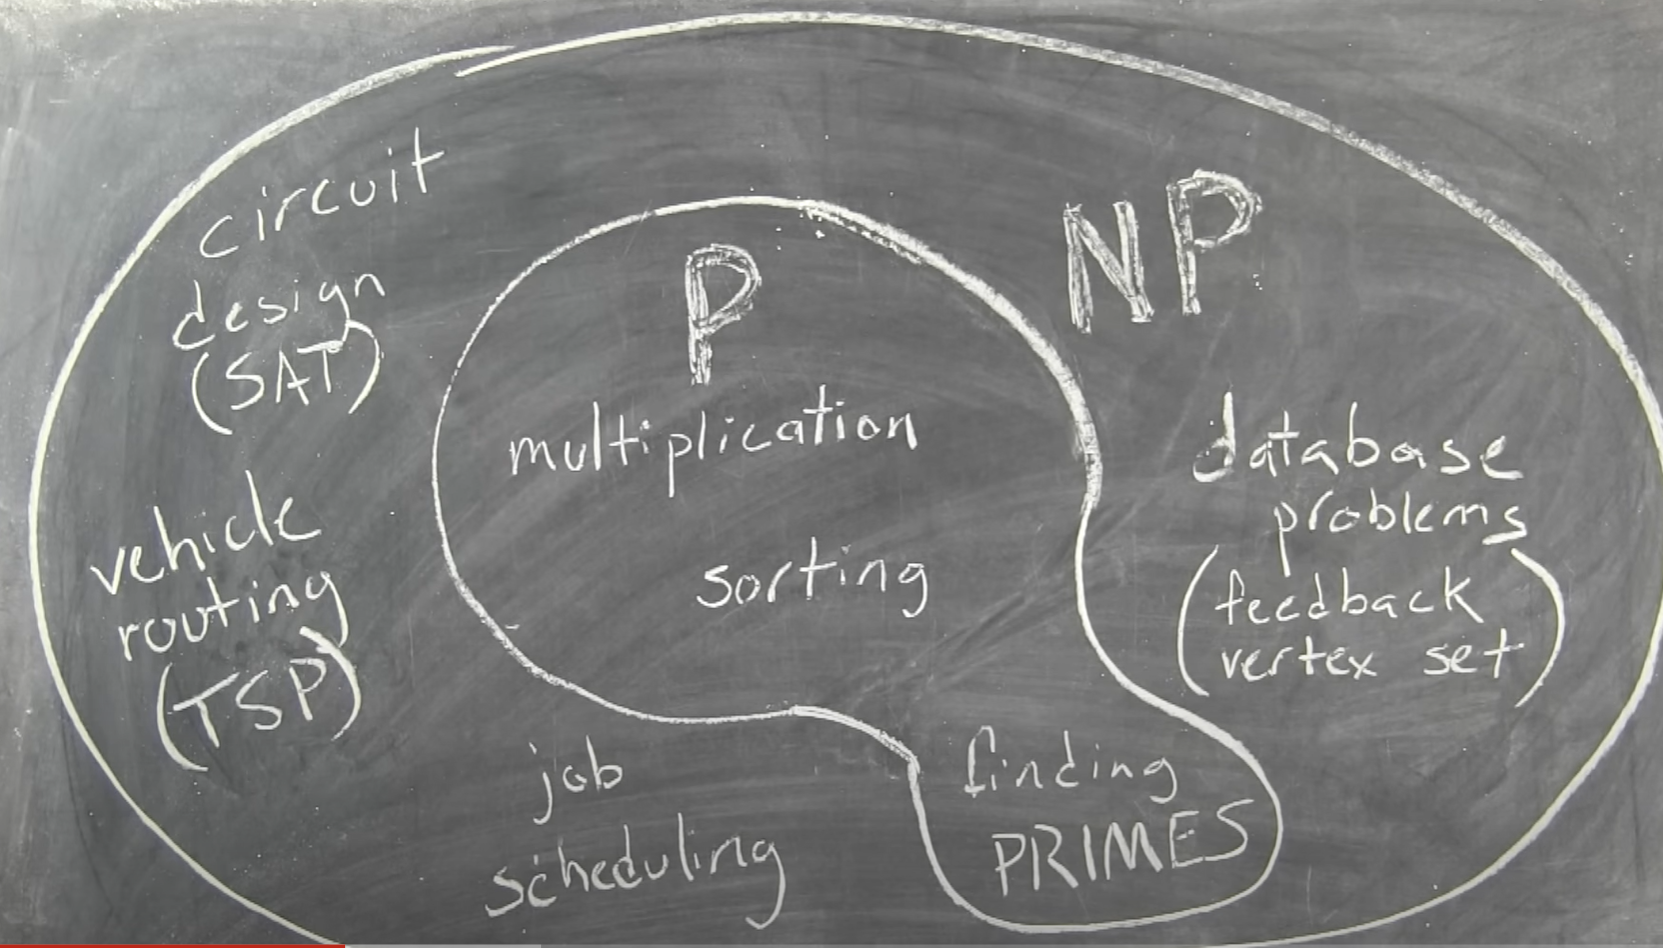 circuit
design
(SAT)
NP
P
multiplication
sorting
vehicle
routing
(TSP)
database
problems
(feedback
vertex set)
job
scheduling
finding
PRIMES